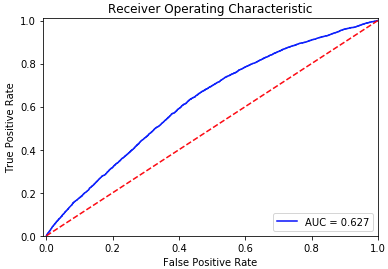 Receiver Operating Characteristic
True Positive Rate
1.0
0.8
0.6
0.4
0.2
0.0
AUC = 0.627
0.0 0.2 0.4 0.6 0.8 1.0
False Positive Rate